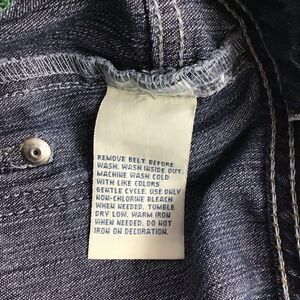 REMOVE BELT BEFORE
WASH. WASH INSIDE OUT.
MACHINE WASH COLD
WITH LIKE COLORS.
GENTLE CYCLE. USE ONLY
NON-CHLORINE BLEACH
WHEN NEEDED. TUMBLE
DRY LOW. WARM IRON
WHEN NEEDED. DO NOT
IRON ON DECORATION.